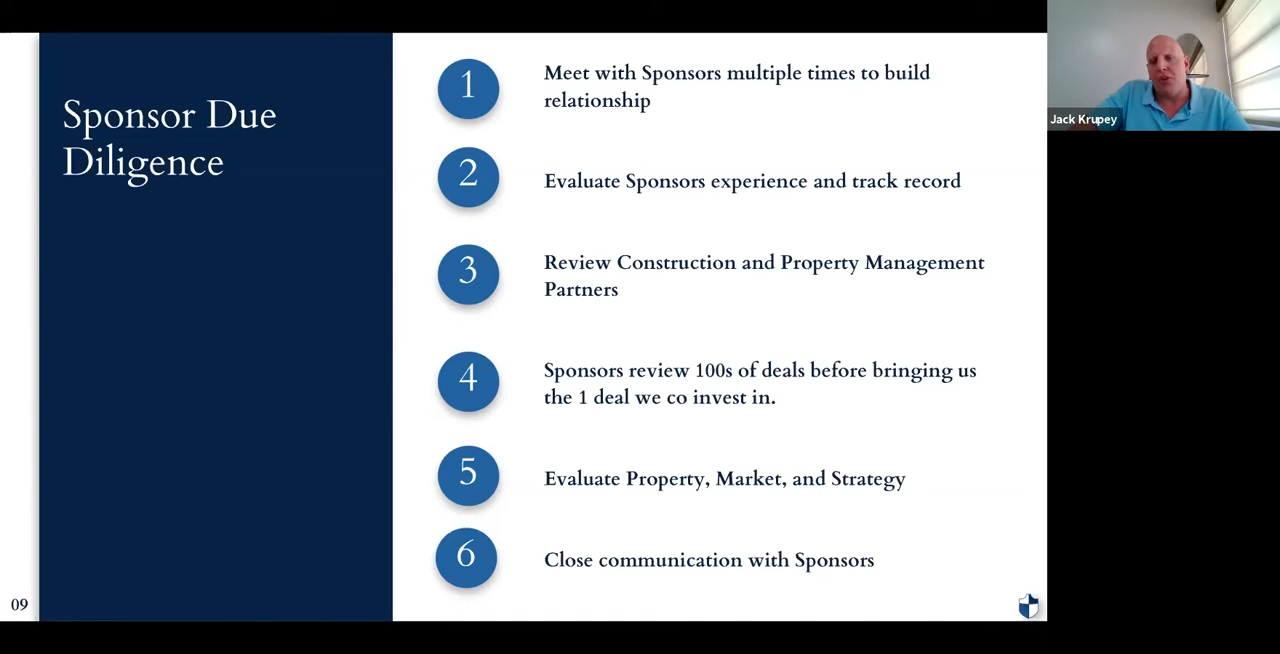 Sponsor Due
Diligence
1
Meet with Sponsors multiple times to build
relationship
2
Evaluate Sponsors experience and track record
3
Review Construction and Property Management
Partners
4
Sponsors review 100s of deals before bringing us
the 1 deal we co invest in.
5
Evaluate Property, Market, and Strategy
6
Close communication with Sponsors
09
Jack Krupey